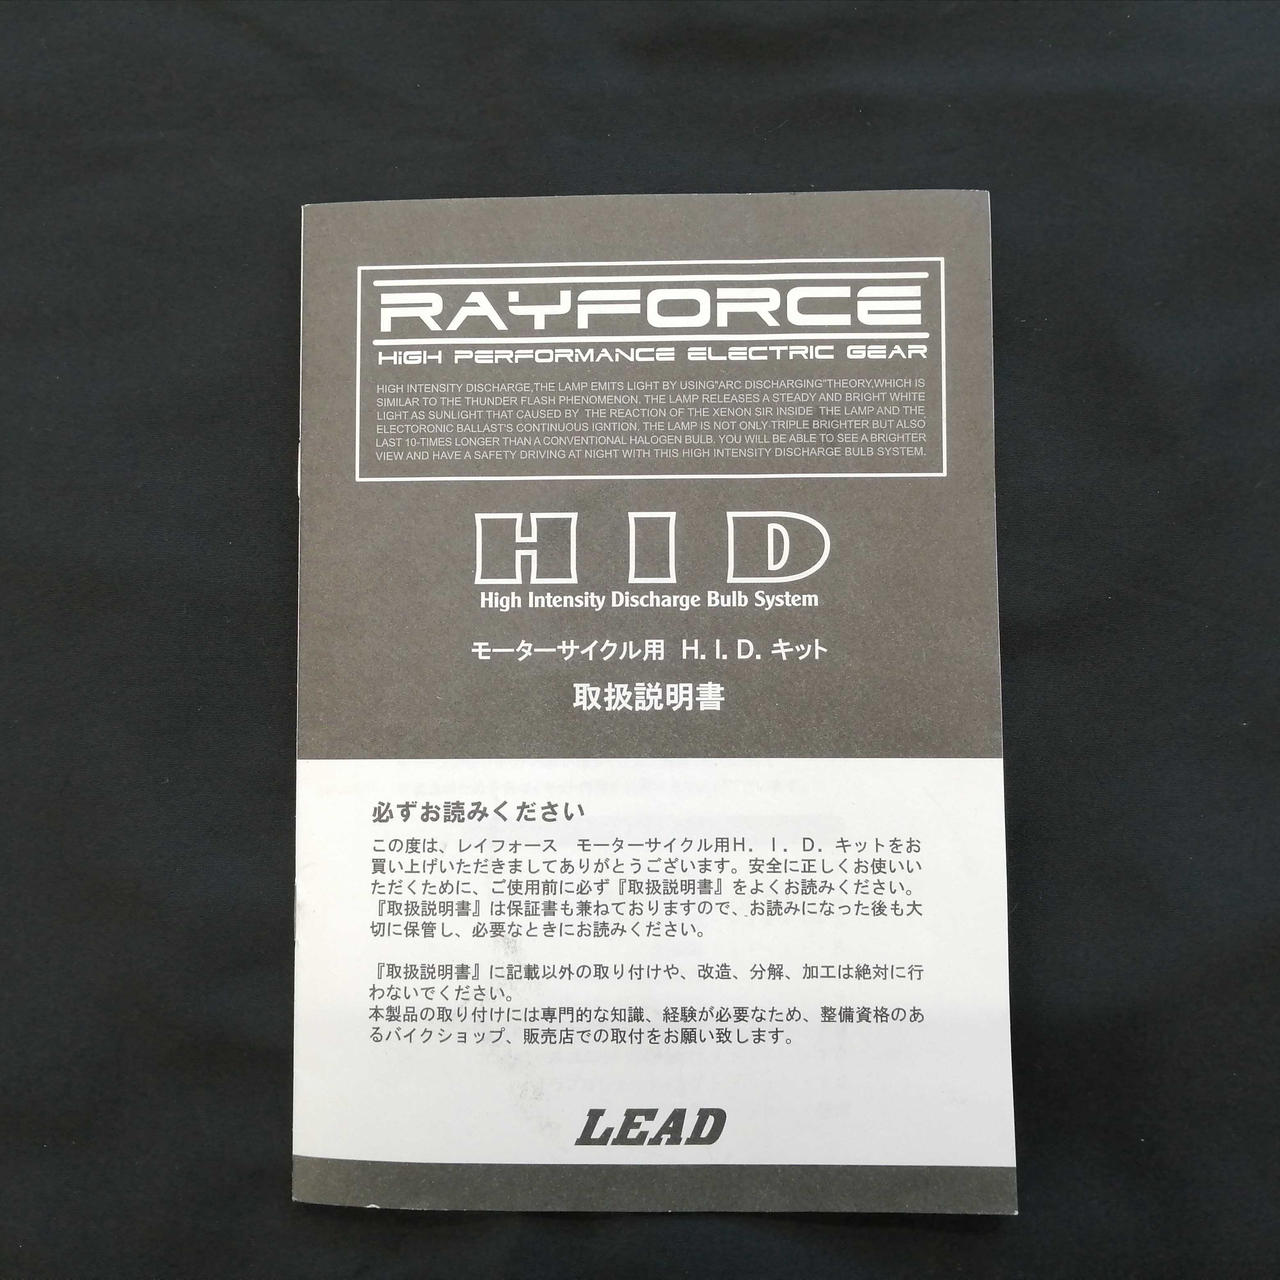 RAYFORCE
HiGH PERFORMANCE ELECTRIC GEAR
HIGH INTENSITY DISCHARGE,THE LAMP EMITS LIGHT BY USING"ARC DISCHARGING"THEORY,WHICH IS
SIMILAR TO THE THUNDER FLASH PHENOMENON. THE LAMP RELEASES A STEADY AND BRIGHT WHITE
LIGHT AS SUNLIGHT THAT CAUSED BY THE REACTION OF THE XENON SIR INSIDE THE LAMP AND THE
ELECTORONIC BALLAST'S CONTINUOUS IGNTION. THE LAMP IS NOT ONLY TRIPLE BRIGHTER BUT ALSO
LAST 10-TIMES LONGER THAN A CONVENTIONAL HALOGEN BULB. YOU WILL BE ABLE TO SEE A BRIGHTER
VIEW AND HAVE A SAFETY DRIVING AT NIGHT WITH THIS HIGH INTENSITY DISCHARGE BULB SYSTEM.
HID
High Intensity Discharge Bulb System
モーターサイクル用 H.I.D.キット
取扱説明書
必ずお読みください
この度は、レイフォース　モーターサイクル用H．I．D．キットをお
買い上げいただきましてありがとうございます。安全に正しくお使いい
ただくために、ご使用前に必ず『取扱説明書』をよくお読みください。
『取扱説明書』は保証書も兼ねておりますので、お読みになった後も大
切に保管し、必要なときにお読みください。
『取扱説明書』に記載以外の取り付けや、改造、分解、加工は絶対に行
わないでください。
本製品の取り付けには専門的な知識、経験が必要なため、整備資格のあ
るバイクショップ、販売店での取付をお願い致します。
LEAD